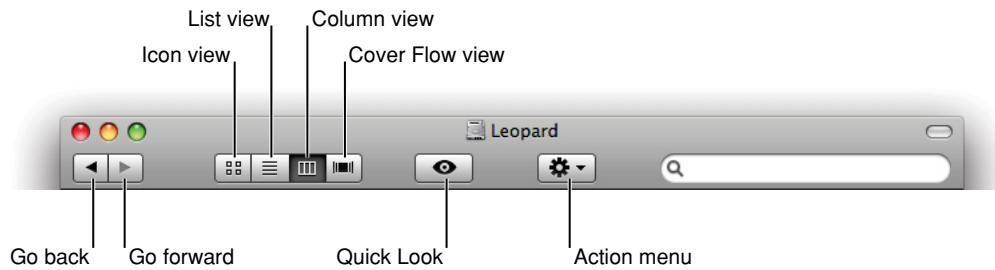 List view
Column view
Icon view
Cover Flow view
Leopard
Go back
Go forward
Quick Look
Action menu